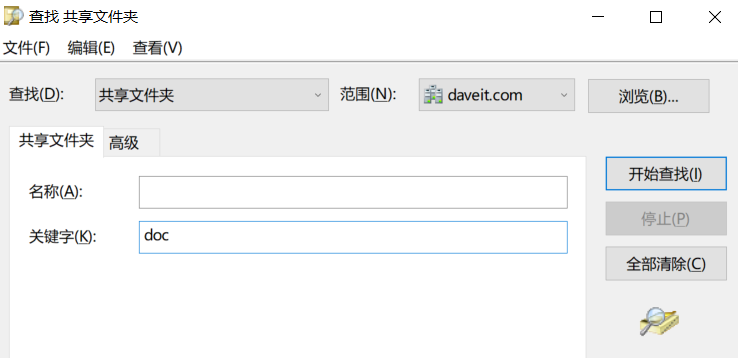 查找 共享文件夹
文件(F) 编辑(E) 查看(V)
查找(D): 共享文件夹 范围(N): daveit.com 浏览(B)...
共享文件夹 高级
名称(A):
关键字(K): doc
开始查找(I)
停止(P)
全部清除(C)